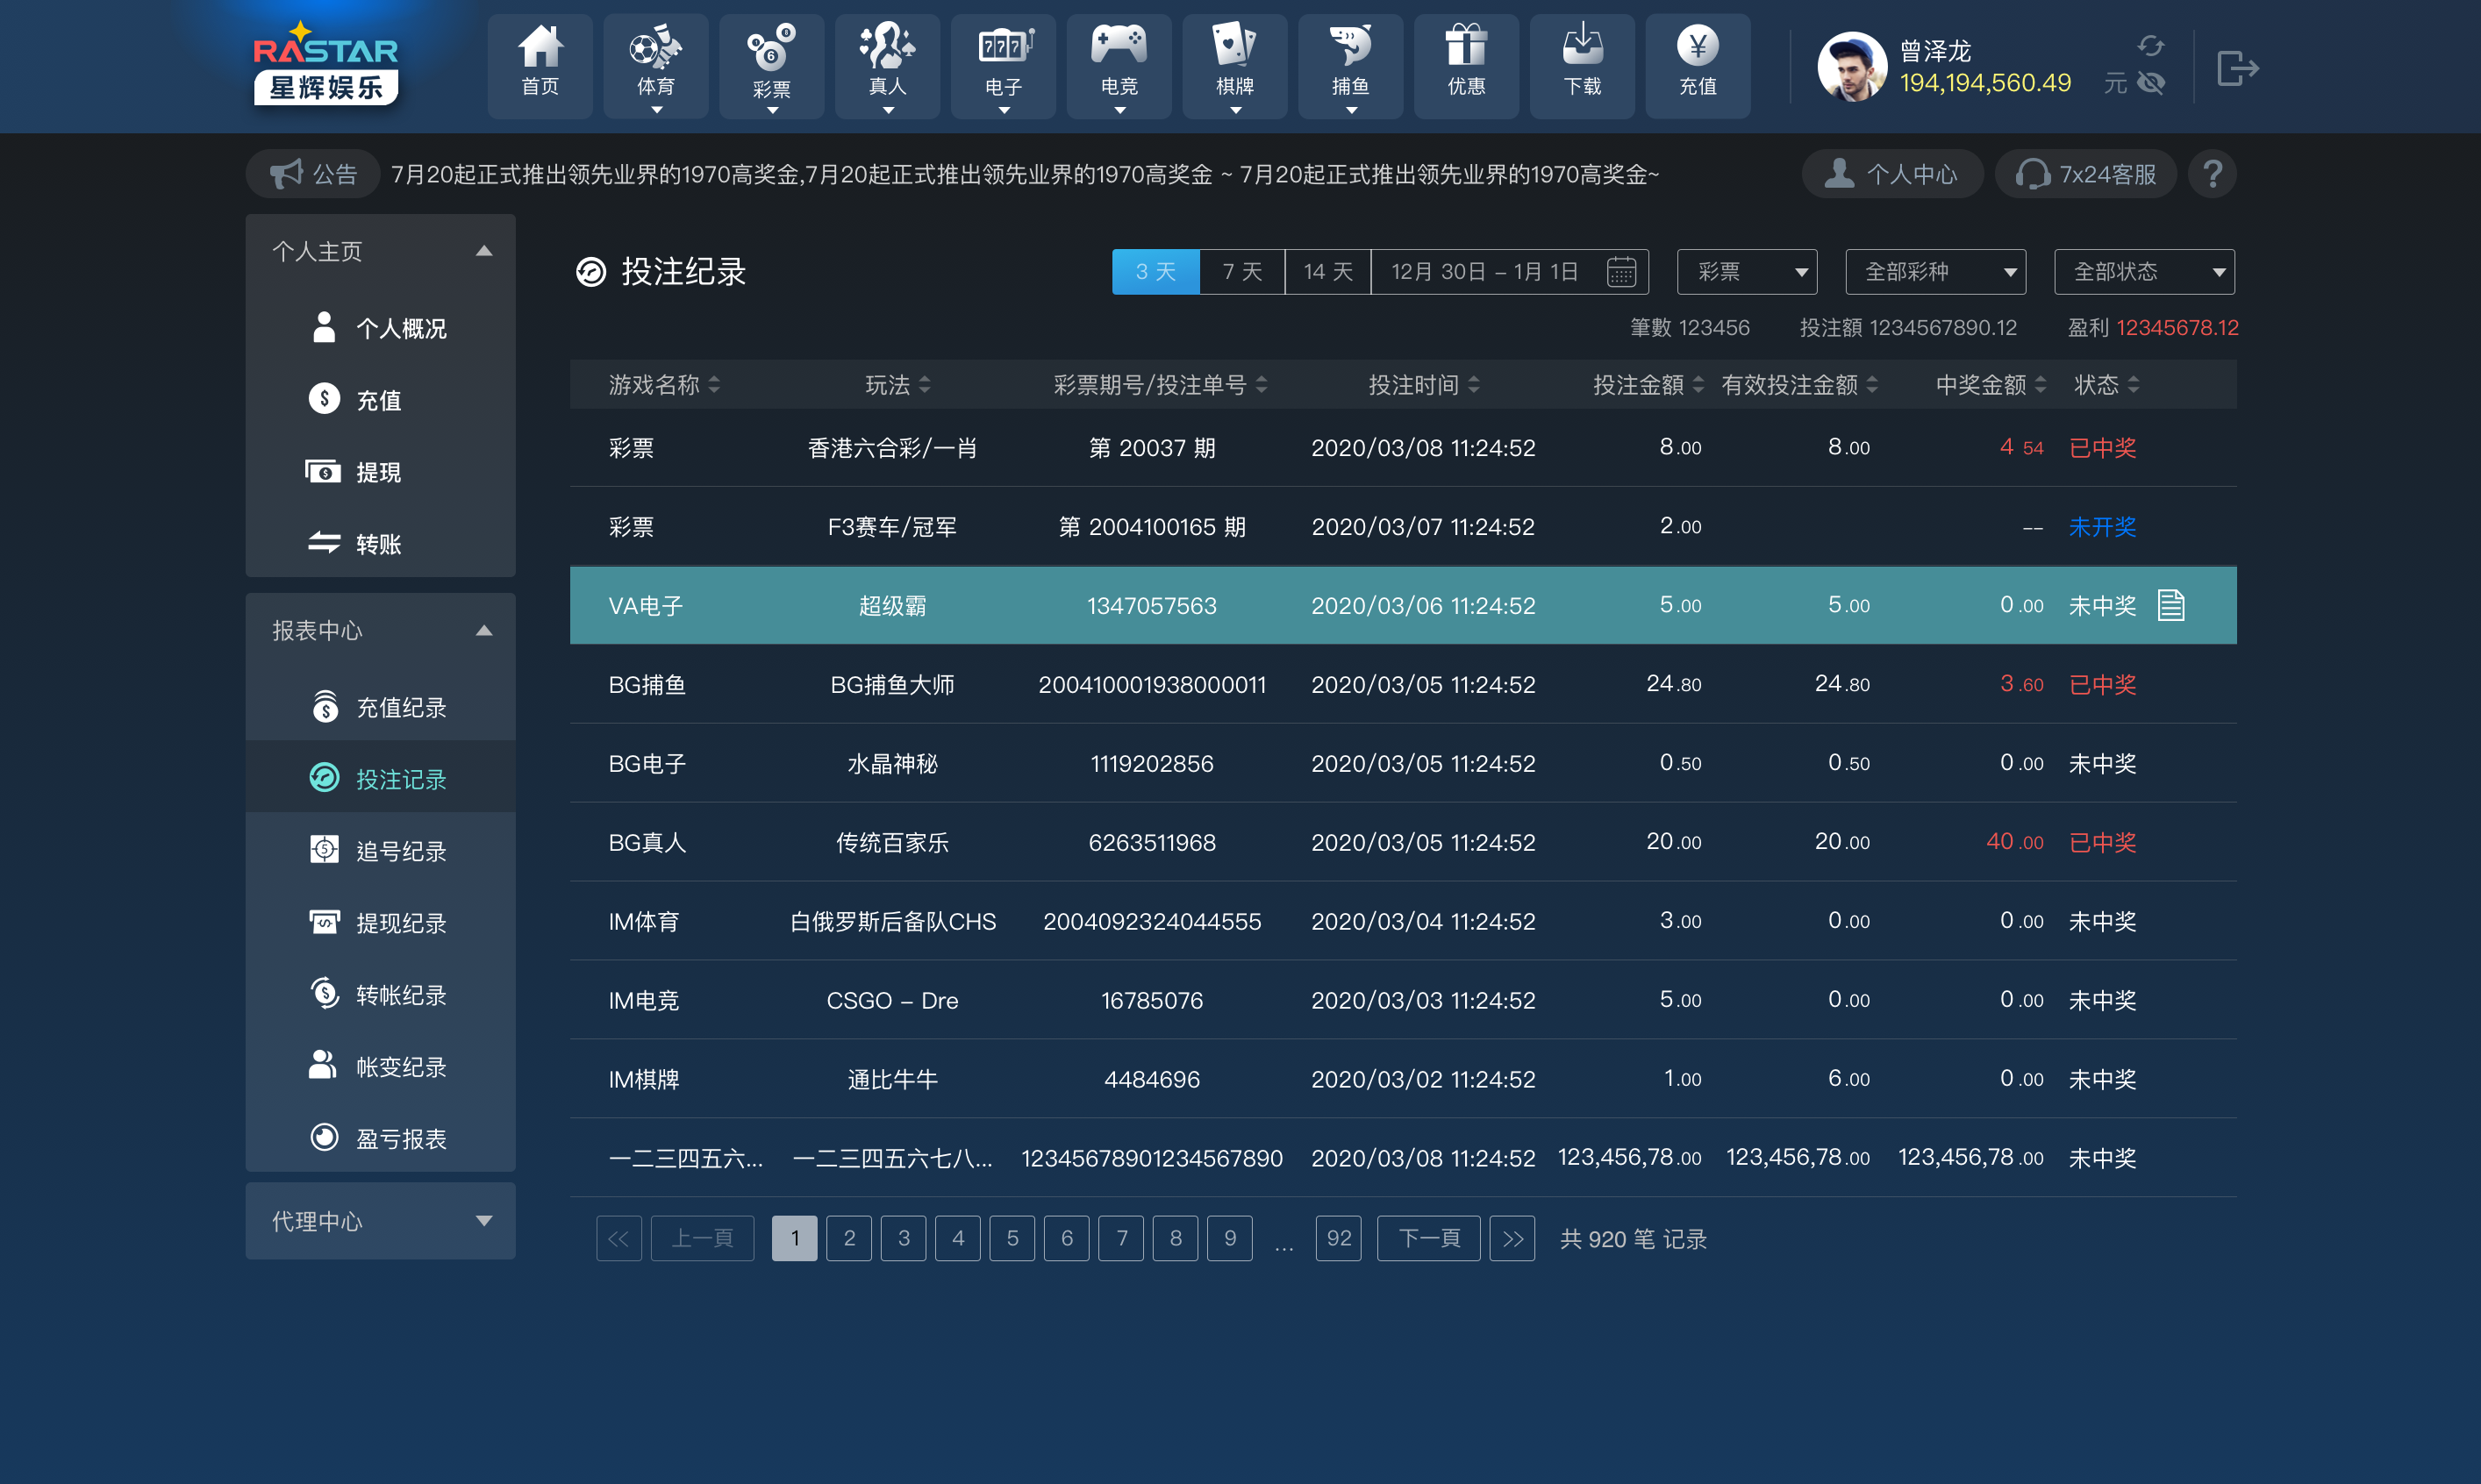 RASTAR
星辉娱乐
首页
体育
彩票
真人
电子
电竞
棋牌
捕鱼
优惠
下载
充值
曾泽龙
194,194,560.49
元
公告
7月20起正式推出领先业界的1970高奖金,7月20起正式推出领先业界的1970高奖金 ~ 7月20起正式推出领先业界的1970高奖金~
个人中心
7x24客服
?
个人主页
个人概况
充值
提现
转账
报表中心
充值纪录
投注记录
追号纪录
提现纪录
转帐纪录
帐变纪录
盈亏报表
代理中心
投注纪录
3 天 7 天 14 天 12月 30日 – 1月 1日 彩票 全部彩种 全部状态
筆數 123456 投注額 1234567890.12 盈利 12345678.12
游戏名称 玩法 彩票期号/投注单号 投注时间 投注金額 有效投注金额 中奖金额 状态
彩票 香港六合彩/一肖 第 20037 期 2020/03/08 11:24:52 8.00 8.00 4 54 已中奖
彩票 F3赛车/冠军 第 2004100165 期 2020/03/07 11:24:52 2.00 -- 未开奖
VA电子 超级霸 1347057563 2020/03/06 11:24:52 5.00 5.00 0.00 未中奖
BG捕鱼 BG捕鱼大师 200410001938000011 2020/03/05 11:24:52 24.80 24.80 3.60 已中奖
BG电子 水晶神秘 1119202856 2020/03/05 11:24:52 0.50 0.50 0.00 未中奖
BG真人 传统百家乐 6263511968 2020/03/05 11:24:52 20.00 20.00 40.00 已中奖
IM体育 白俄罗斯后备队CHS 2004092324044555 2020/03/04 11:24:52 3.00 0.00 0.00 未中奖
IM电竞 CSGO – Dre 16785076 2020/03/03 11:24:52 5.00 0.00 0.00 未中奖
IM棋牌 通比牛牛 4484696 2020/03/02 11:24:52 1.00 6.00 0.00 未中奖
一二三四五六... 一二三四五六七八... 12345678901234567890 2020/03/08 11:24:52 123,456,78.00 123,456,78.00 123,456,78.00 未中奖
<< 上一頁 1 2 3 4 5 6 7 8 9 ... 92 下一頁 >> 共 920 笔 记录